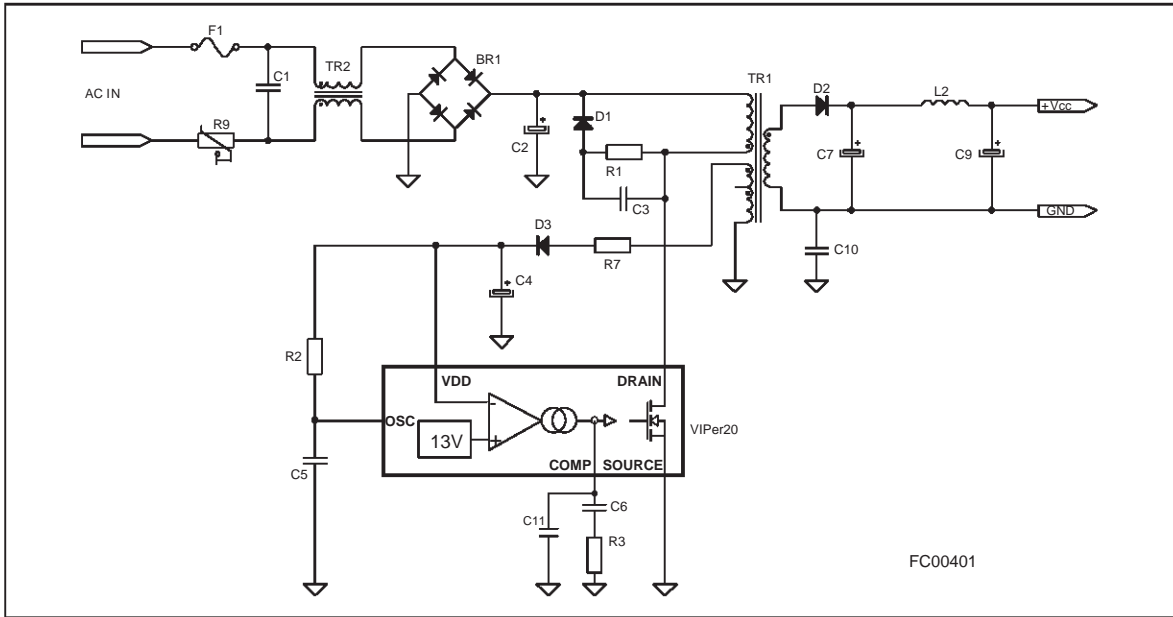 F1
BR1
TR2
C1
AC IN
R9
C2
D1
R1
C3
TR1
D2
L2
+Vcc
C7
C9
GND
C10
D3
R7
C4
R2
VDD
DRAIN
OSC
-
13V
+
VIPer20
COMP
SOURCE
C5
C6
C11
R3
FC00401